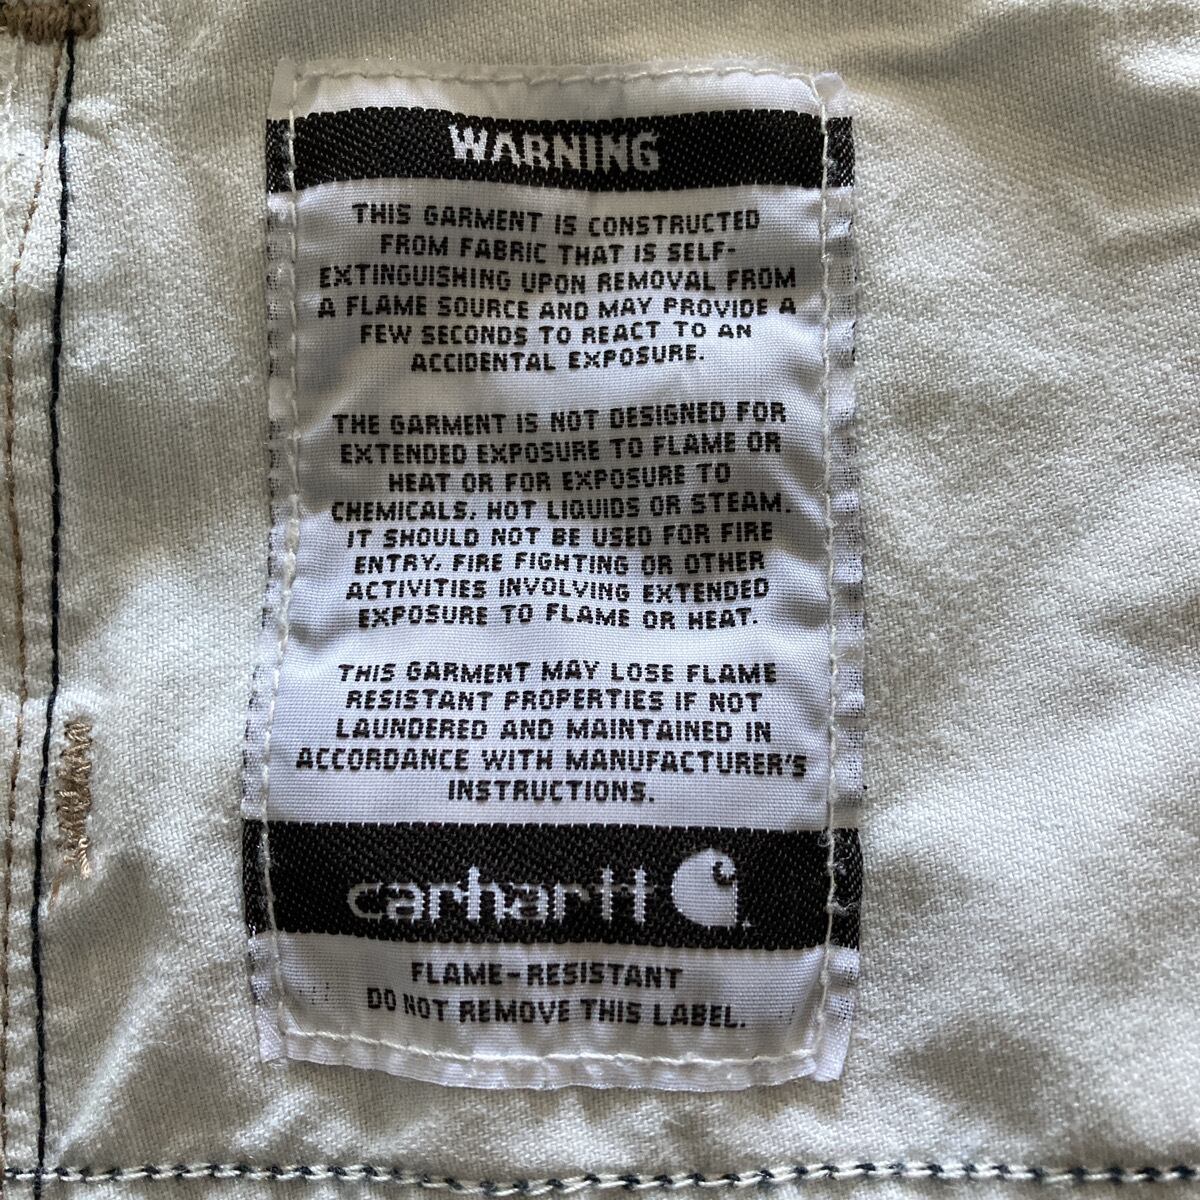 WARNING
THIS GARMENT IS CONSTRUCTED
FROM FABRIC THAT IS SELF-
EXTINGUISHING UPON REMOVAL FROM
A FLAME SOURCE AND MAY PROVIDE A
FEW SECONDS TO REACT TO AN
ACCIDENTAL EXPOSURE.
THE GARMENT IS NOT DESIGNED FOR
EXTENDED EXPOSURE TO FLAME OR
HEAT OR FOR EXPOSURE TO
CHEMICALS, HOT LIQUIDS OR STEAM.
IT SHOULD NOT BE USED FOR FIRE
ENTRY, FIRE FIGHTING OR OTHER
ACTIVITIES INVOLVING EXTENDED
EXPOSURE TO FLAME OR HEAT.
THIS GARMENT MAY LOSE FLAME
RESISTANT PROPERTIES IF NOT
LAUNDERED AND MAINTAINED IN
ACCORDANCE WITH MANUFACTURER'S
INSTRUCTIONS.
carhartt
FLAME-RESISTANT
DO NOT REMOVE THIS LABEL.